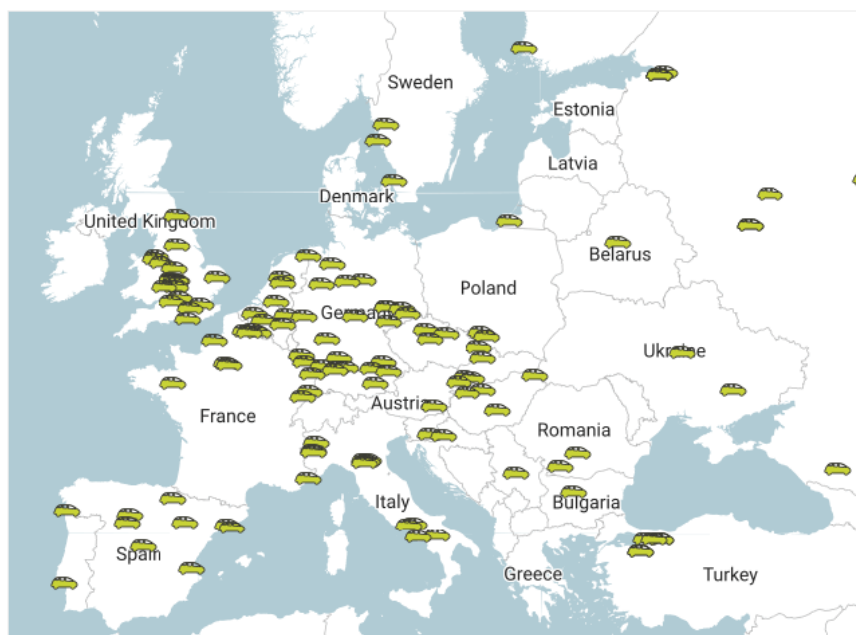 Sweden
Estonia
Latvia
Denmark
United Kingdom
Belarus
Poland
Germany
Ukraine
Austria
France
Romania
Italy
Bulgaria
Spain
Greece
Turkey